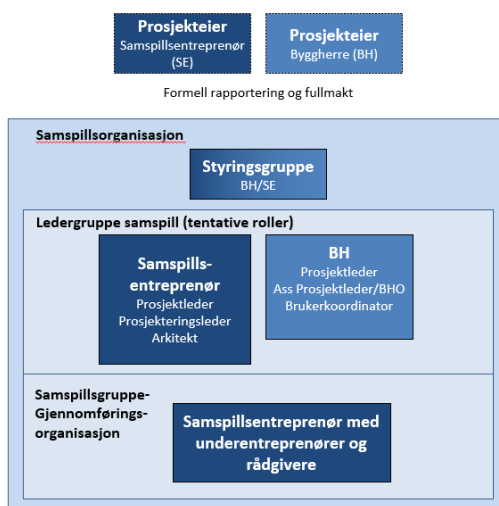 Prosjekteier
Samspillsentreprenør
(SE)
Prosjekteier
Byggherre (BH)
Formell rapportering og fullmakt
Samspillsorganisasjon
Styringsgruppe
BH/SE
Ledergruppe samspill (tentative roller)
Samspills-
entreprenør
Prosjektleder
Prosjekteringsleder
Arkitekt
BH
Prosjektleder
Ass Prosjektleder/BHO
Brukerkoordinator
Samspillsgruppe-
Gjennomførings-
organisasjon
Samspillsentreprenør med
underentreprenører og
rådgivere